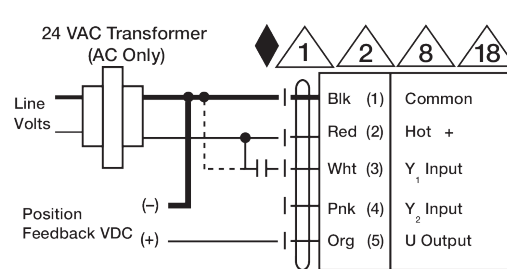 24 VAC Transformer
(AC Only)
1 2 8 18
Line
Volts
Blk (1) Common
Red (2) Hot +
Wht (3) Y1 Input
Pnk (4) Y2 Input
Org (5) U Output
Position
Feedback VDC
(–)
(+)